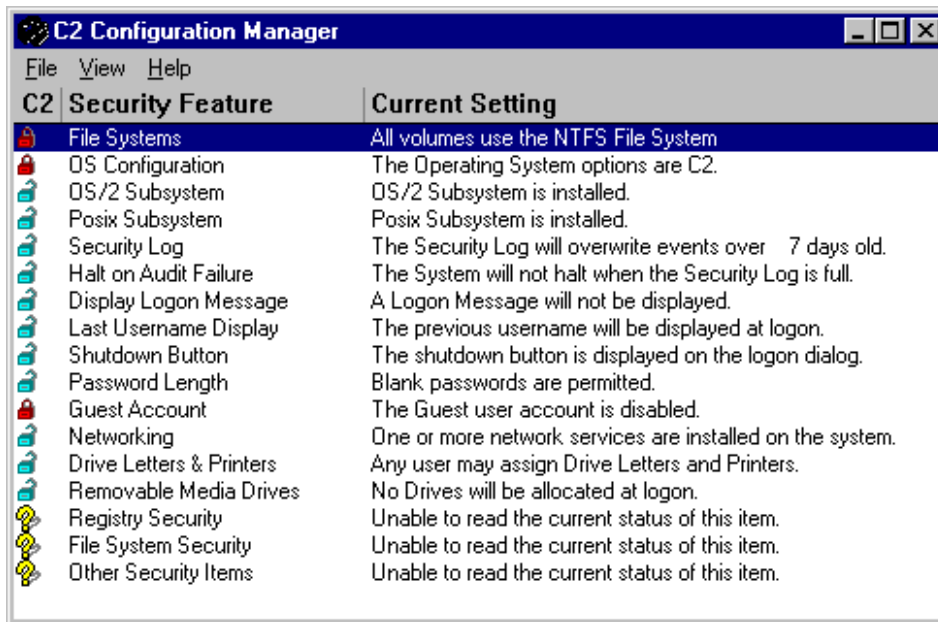 C2 Configuration Manager
File View Help
C2 Security Feature Current Setting
File Systems All volumes use the NTFS File System
OS Configuration The Operating System options are C2.
OS/2 Subsystem OS/2 Subsystem is installed.
Posix Subsystem Posix Subsystem is installed.
Security Log The Security Log will overwrite events over 7 days old.
Halt on Audit Failure The System will not halt when the Security Log is full.
Display Logon Message A Logon Message will not be displayed.
Last Username Display The previous username will be displayed at logon.
Shutdown Button The shutdown button is displayed on the logon dialog.
Password Length Blank passwords are permitted.
Guest Account The Guest user account is disabled.
Networking One or more network services are installed on the system.
Drive Letters & Printers Any user may assign Drive Letters and Printers.
Removable Media Drives No Drives will be allocated at logon.
Registry Security Unable to read the current status of this item.
File System Security Unable to read the current status of this item.
Other Security Items Unable to read the current status of this item.